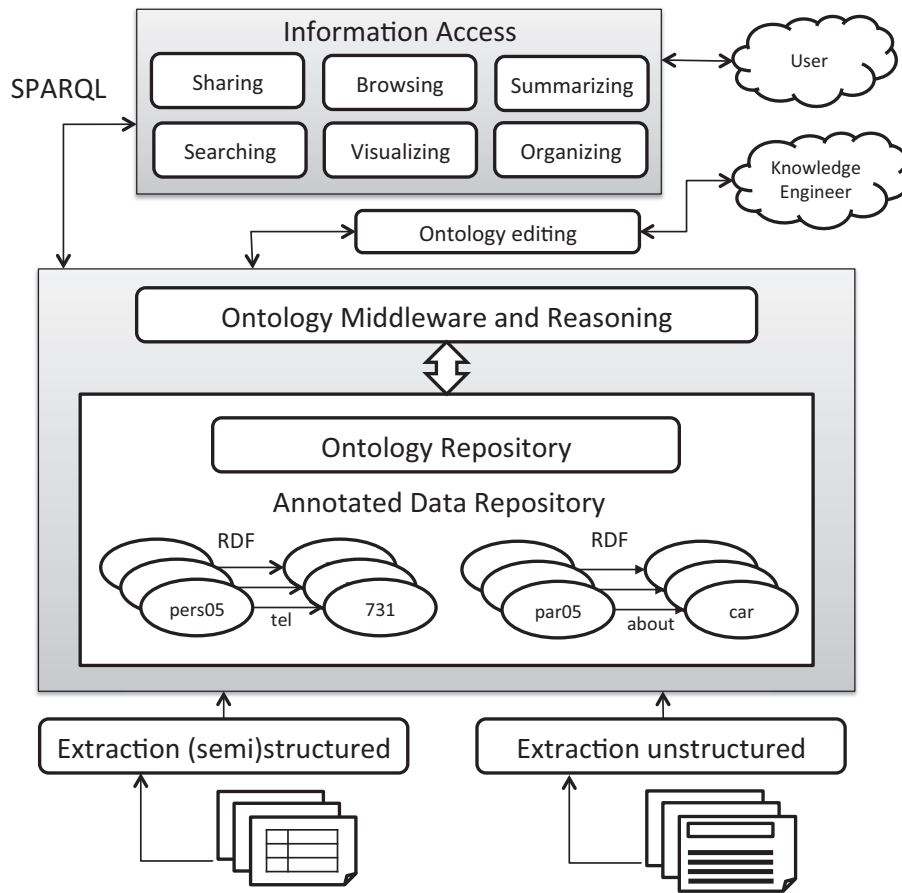 Information Access
Sharing
Browsing
Summarizing
Searching
Visualizing
Organizing
SPARQL
User
Knowledge
Engineer
Ontology editing
Ontology Middleware and Reasoning
Ontology Repository
Annotated Data Repository
RDF
pers05
tel
731
RDF
par05
about
car
Extraction (semi)structured
Extraction unstructured